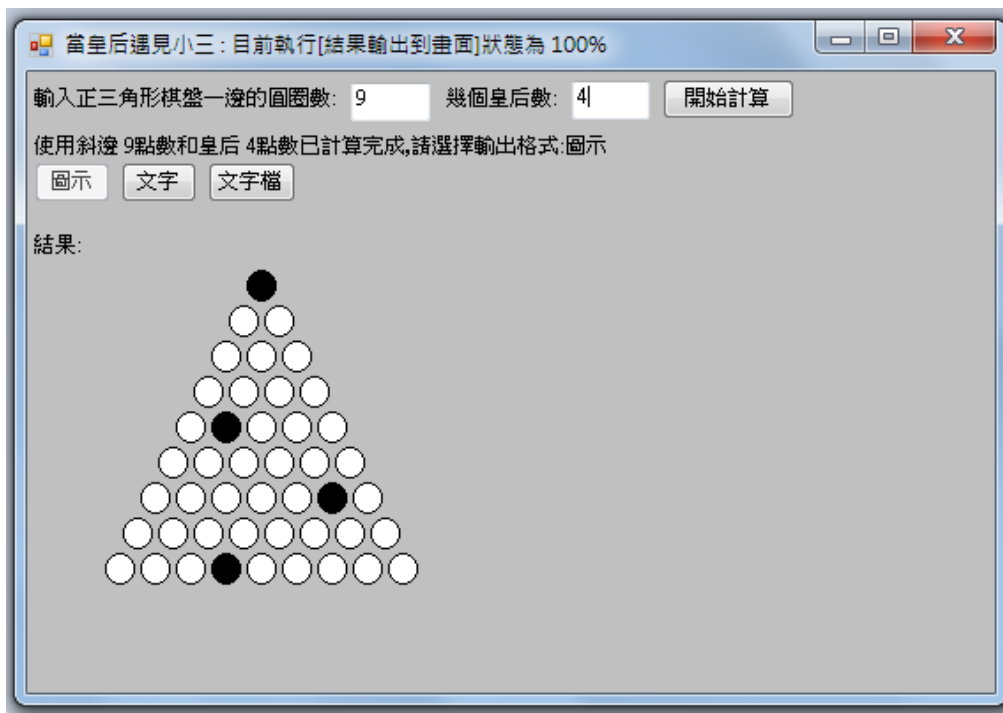 當皇后遇見小三 : 目前執行[結果輸出到畫面]狀態為 100%
輸入正三角形棋盤一邊的圓圈數: 9 幾個皇后數: 4 開始計算
使用斜邊 9點數和皇后 4點數已計算完成,請選擇輸出格式:圖示
圖示 文字 文字檔
結果: